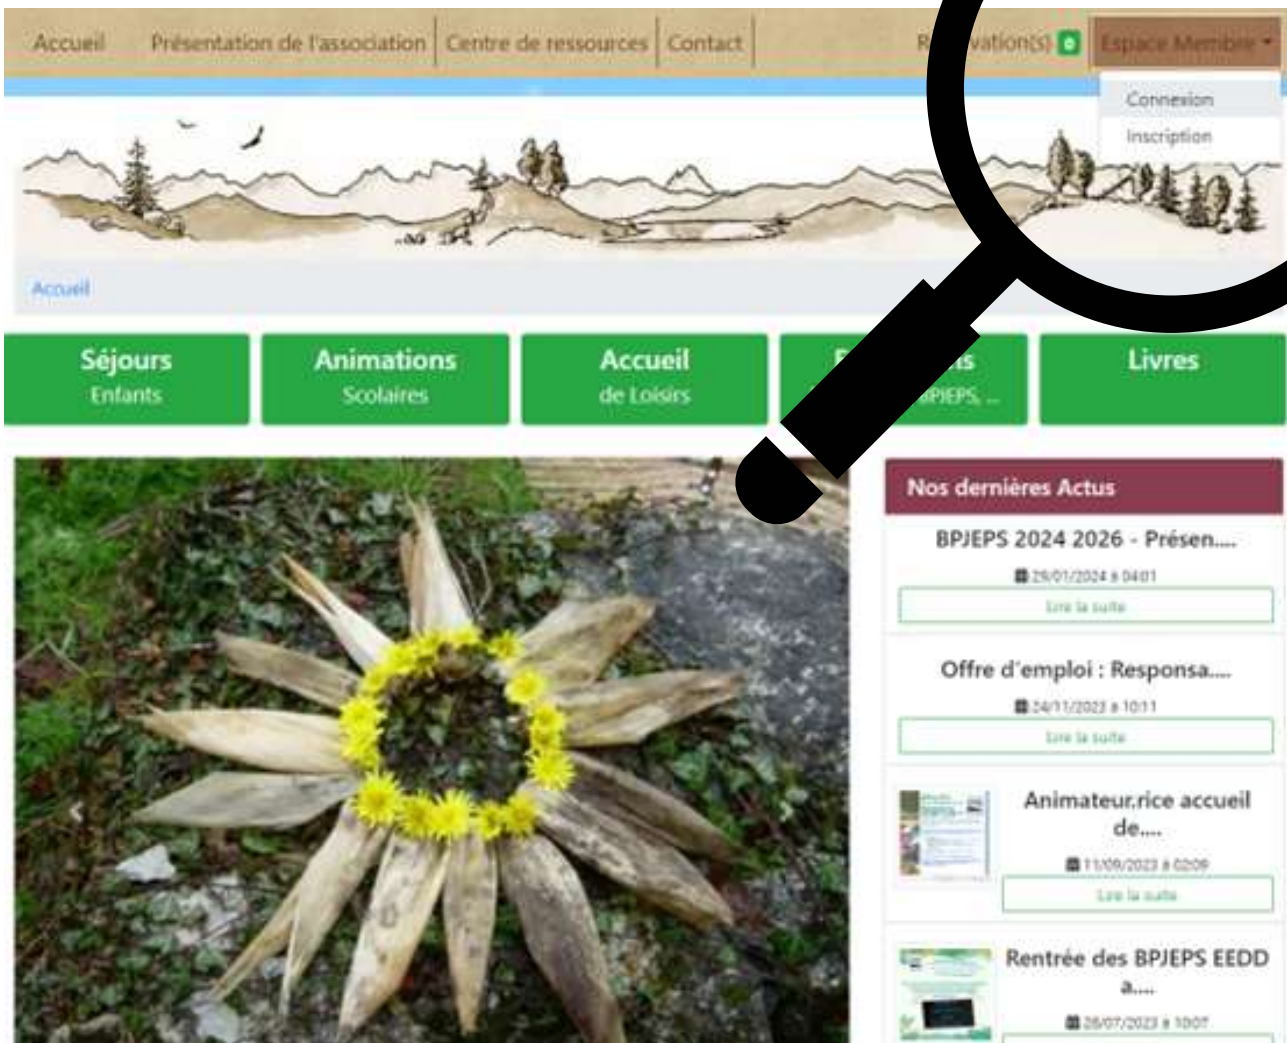 Accueil
Présentation de l'association
Centre de ressources
Contact
0
Espace Membre
Connexion
Inscription
Accueil
Séjours
Enfants
Animations
Scolaires
Accueil
de Loisirs
Livres
Nos dernières Actus
BPJEPS 2024 2026 - Présen....
29/01/2024 à 04:01
Lire la suite
Offre d'emploi : Responsa....
24/11/2023 à 10:11
Lire la suite
Animateur.rice accueil
de....
11/09/2023 à 02:09
Lire la suite
Rentrée des BPJEPS EEDD
a....
28/07/2023 à 10:07